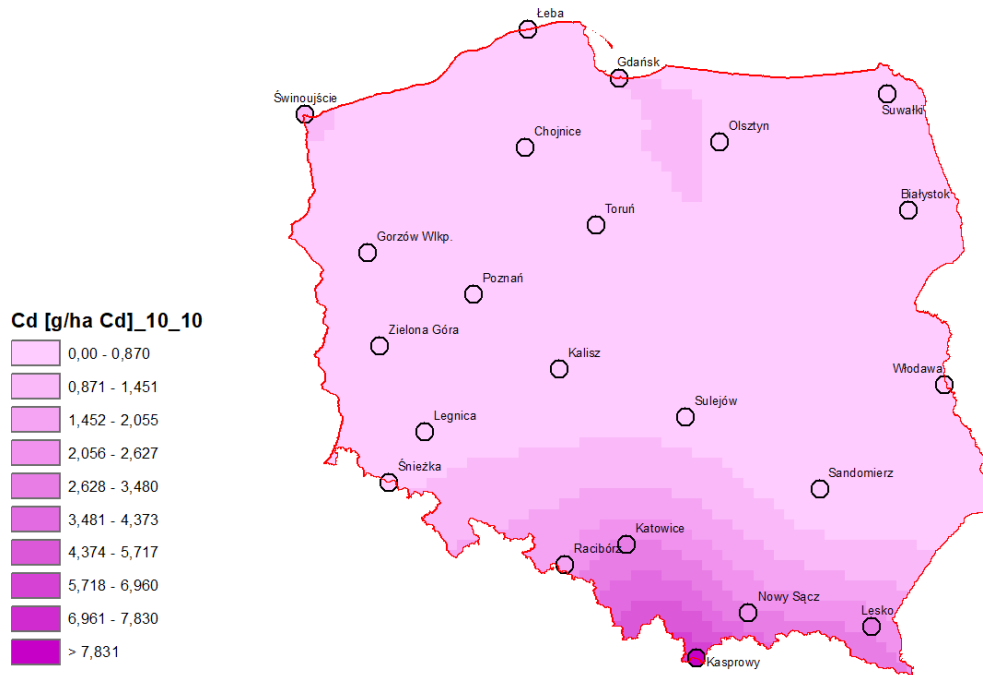 Łeba
Gdańsk
Świnoujście
Suwałki
Chojnice
Olsztyn
Białystok
Toruń
Gorzów Wlkp.
Poznań
Cd [g/ha Cd]_10_10
Zielona Góra
0,00 - 0,870
Kalisz
Włodawa
0,871 - 1,451
Sulejów
1,452 - 2,055
Legnica
2,056 - 2,627
Śnieżka
Sandomierz
2,628 - 3,480
3,481 - 4,373
Katowice
Racibórz
4,374 - 5,717
5,718 - 6,960
Nowy Sącz
Lesko
6,961 - 7,830
> 7,831
Kasprowy